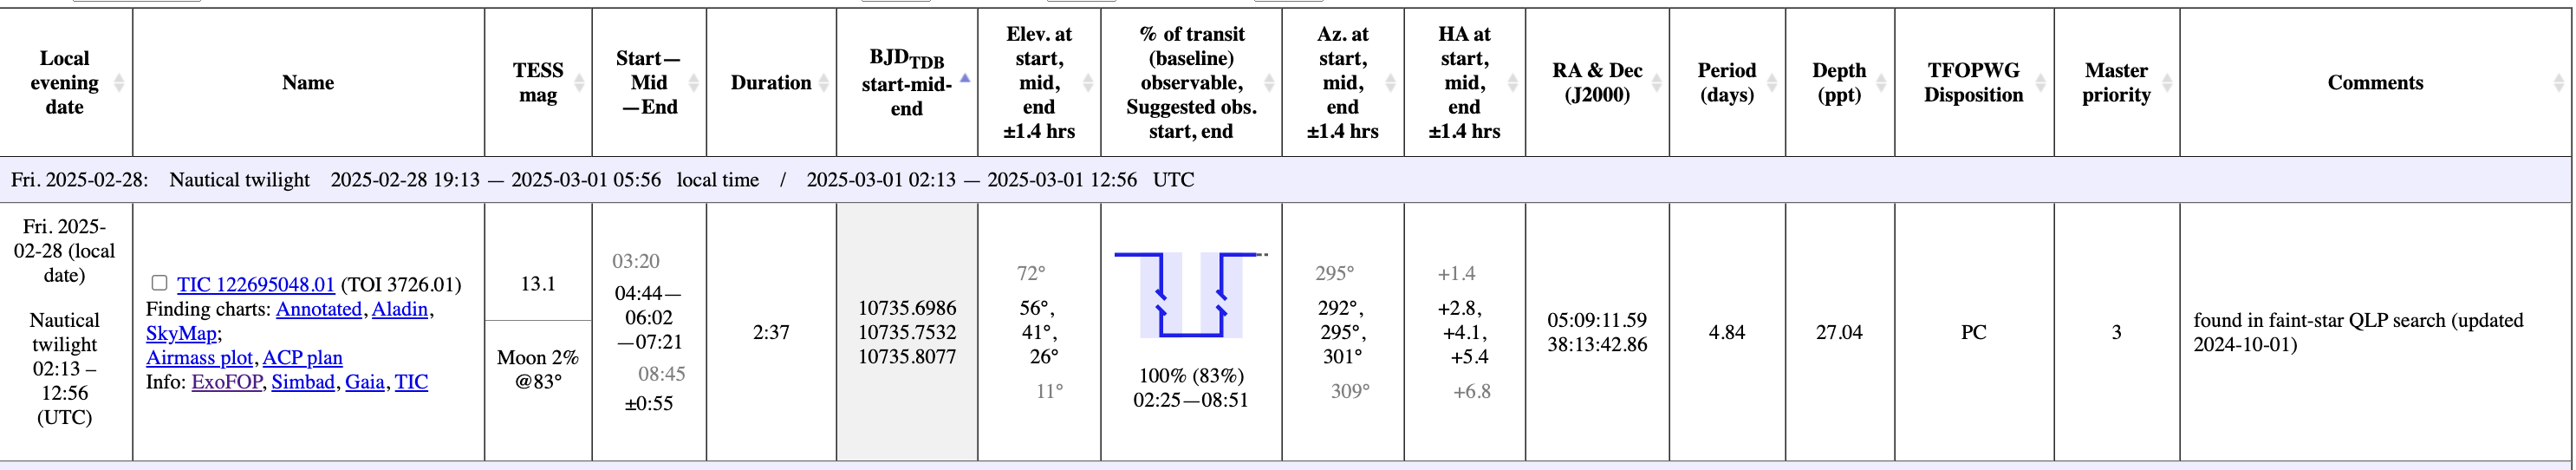 Local
evening
date
Name
TESS
mag
Start—
Mid
—End
Duration
BJDTDB
start-mid-
end
Elev. at
start,
mid,
end
±1.4 hrs
% of transit
(baseline)
observable,
Suggested obs.
start, end
Az. at
start,
mid,
end
±1.4 hrs
HA at
start,
mid,
end
±1.4 hrs
RA & Dec
(J2000)
Period
(days)
Depth
(ppt)
TFOPWG
Disposition
Master
priority
Comments
Fri. 2025-02-28: Nautical twilight 2025-02-28 19:13 — 2025-03-01 05:56 local time / 2025-03-01 02:13 — 2025-03-01 12:56 UTC
Fri. 2025-
02-28 (local
date)
Nautical
twilight
02:13 –
12:56
(UTC)
TIC 122695048.01 (TOI 3726.01)
Finding charts: Annotated, Aladin,
SkyMap;
Airmass plot, ACP plan
Info: ExoFOP, Simbad, Gaia, TIC
13.1
Moon 2%
@83°
03:20
04:44—
06:02
—07:21
08:45
±0:55
2:37
10735.6986
10735.7532
10735.8077
72°
56°,
41°,
26°
11°
100% (83%)
02:25—08:51
295°
292°,
295°,
301°
309°
+1.4
+2.8,
+4.1,
+5.4
+6.8
05:09:11.59
38:13:42.86
4.84
27.04
PC
3
found in faint-star QLP search (updated
2024-10-01)